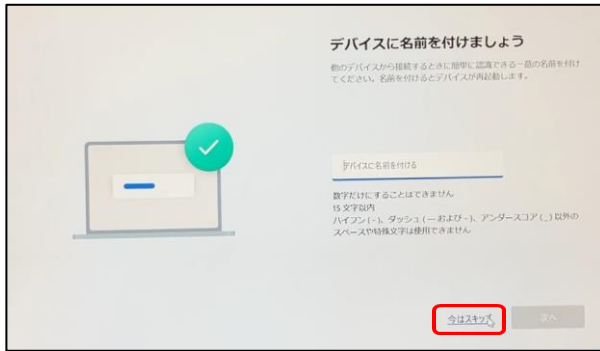 デバイスに名前を付けましょう
他のデバイスから接続するときに簡単に認識できる一意の名前を付け
てください。名前を付けるとデバイスが再起動します。
デバイスに名前を付ける
数字だけにすることはできません
15 文字以内
ハイフン ( - )、ダッシュ ( — および – )、アンダースコア ( _ ) 以外の
スペースや特殊文字は使用できません
今はスキップ
次へ